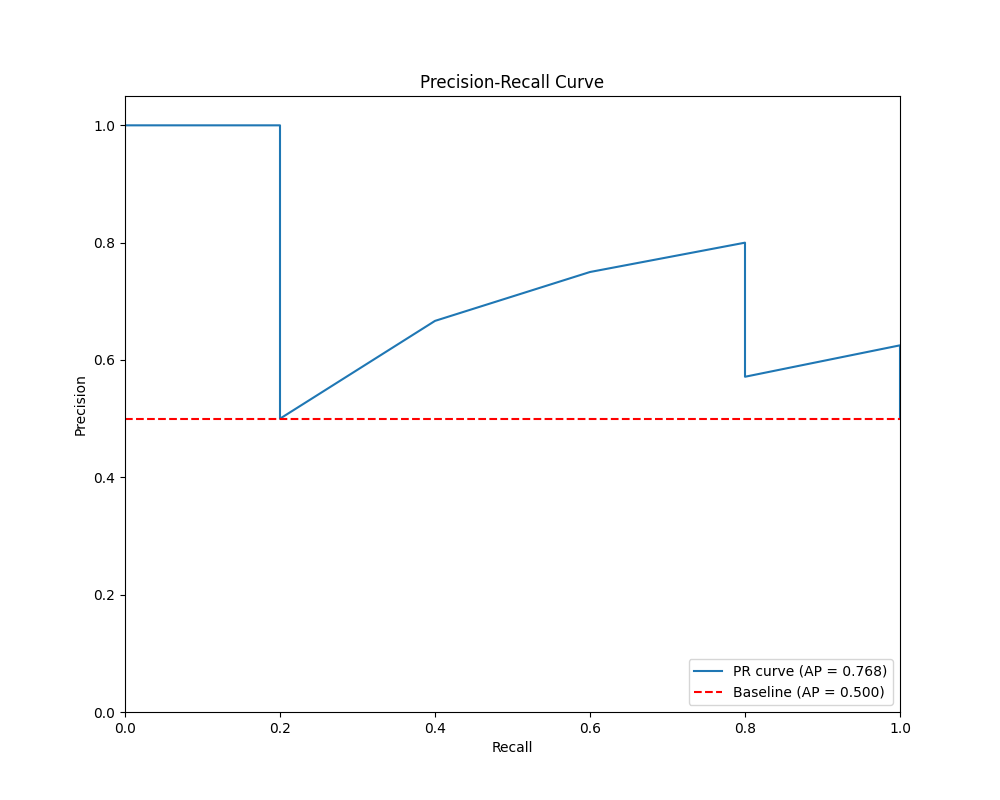 Precision-Recall Curve
1.0
0.8
0.6
0.4
0.2
0.0
Precision
0.0 0.2 0.4 0.6 0.8 1.0
Recall
PR curve (AP = 0.768)
Baseline (AP = 0.500)